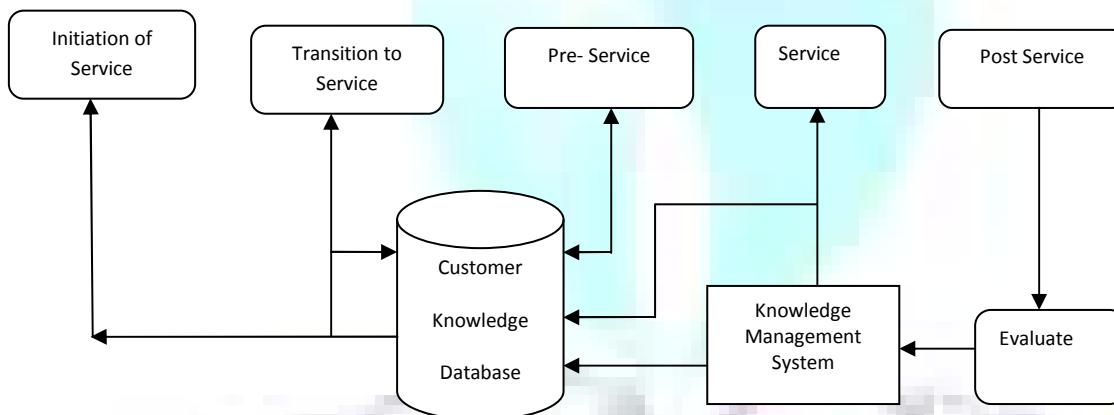 Initiation of
Service
Transition to
Service
Pre- Service
Service
Post Service
Customer
Knowledge
Database
Knowledge
Management
System
Evaluate